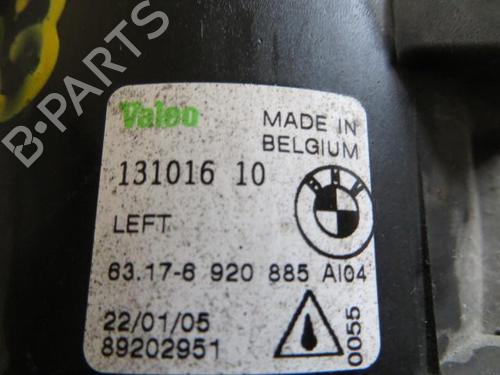 B-PARTS
Valeo
MADE IN
BELGIUM
131016 10
LEFT
63.17-6 920 885 AI04
22/01/05
89202951
0055